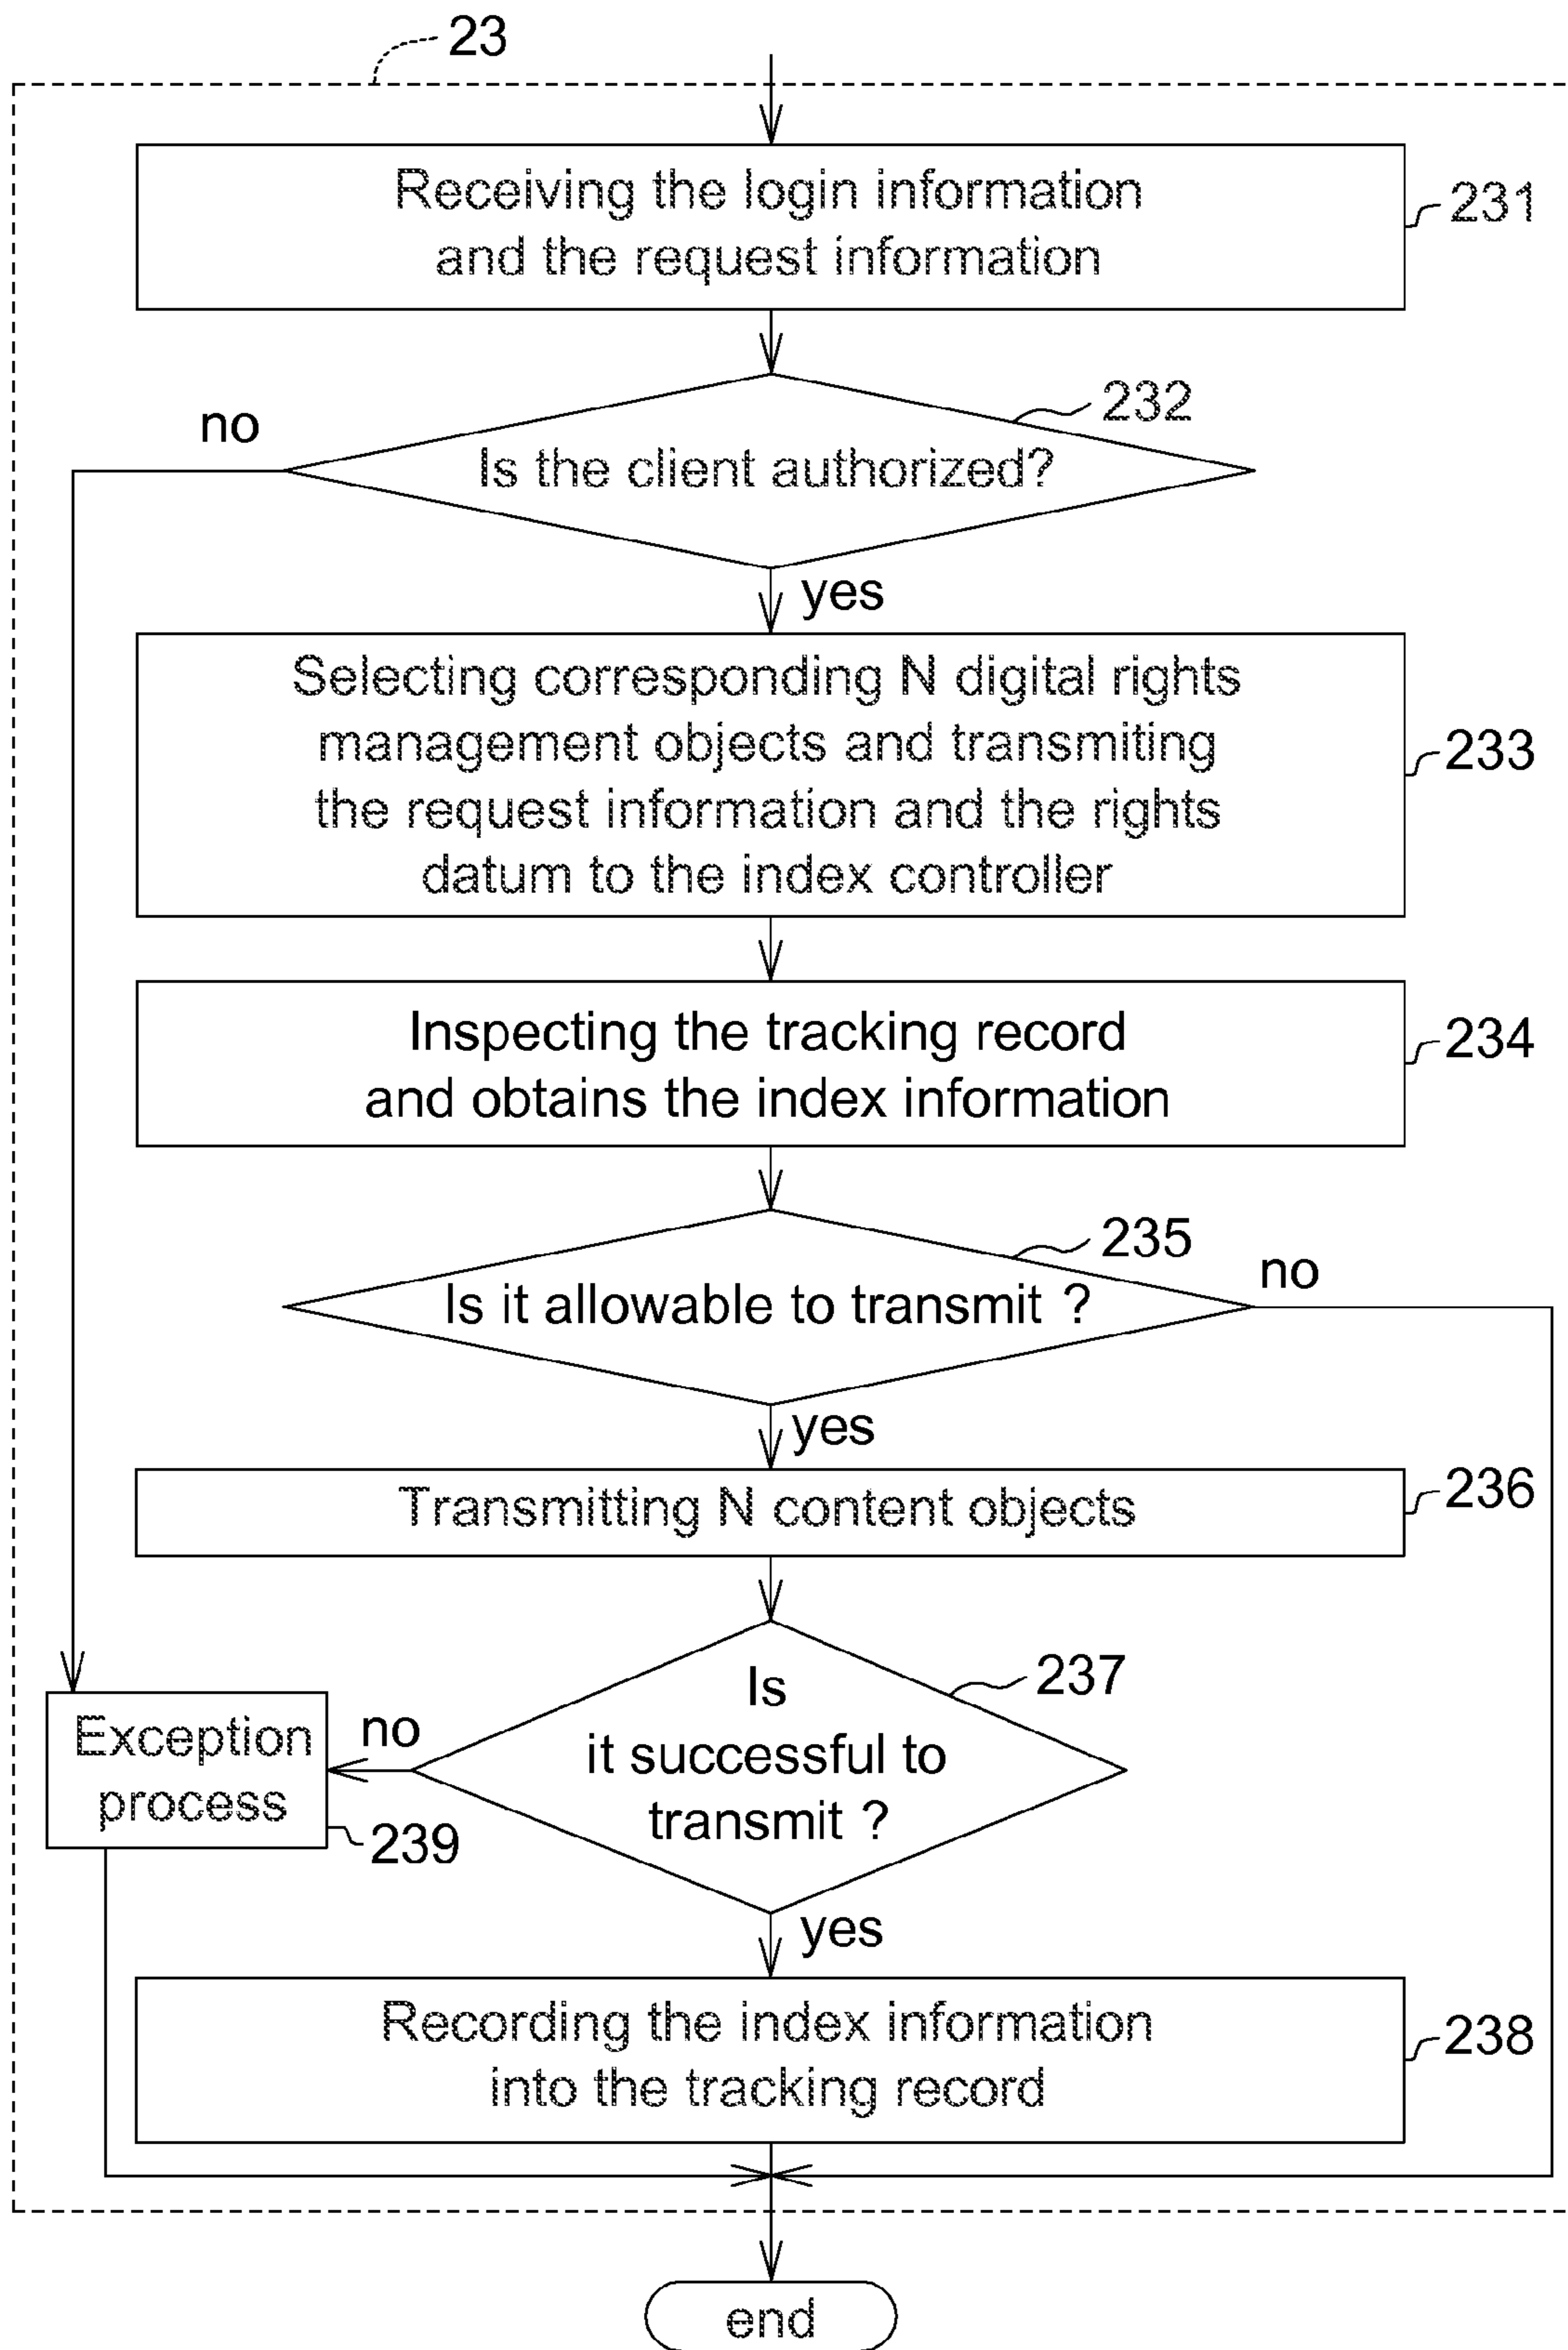 23
Receiving the login information
and the request information
231
232
no
Is the client authorized?
yes
Selecting corresponding N digital rights
management objects and transmiting
the request information and the rights
datum to the index controller
233
Inspecting the tracking record
and obtains the index information
234
235
no
Is it allowable to transmit ?
yes
Transmitting N content objects
236
237
Is
it successful to
transmit ?
no
Exception
process
239
yes
Recording the index information
into the tracking record
238
end